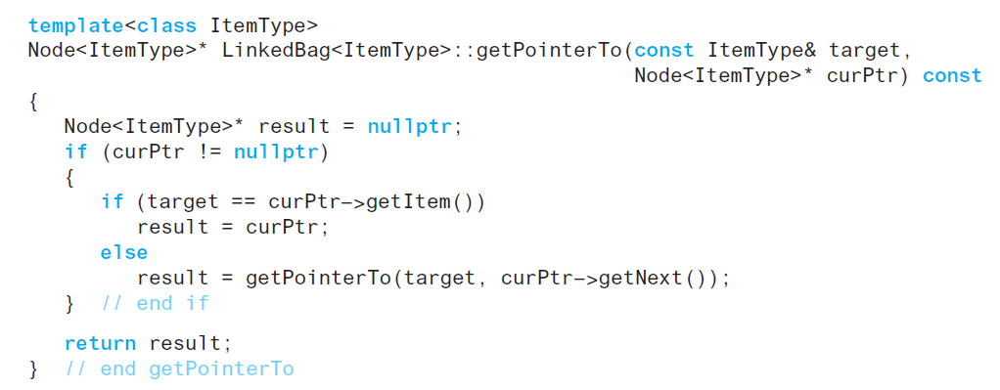 template<class ItemType>
Node<ItemType>* LinkedBag<ItemType>::getPointerTo(const ItemType& target,
                                                  Node<ItemType>* curPtr) const
{
   Node<ItemType>* result = nullptr;
   if (curPtr != nullptr)
   {
      if (target == curPtr->getItem())
         result = curPtr;
      else
         result = getPointerTo(target, curPtr->getNext());
   }  // end if
   return result;
}  // end getPointerTo